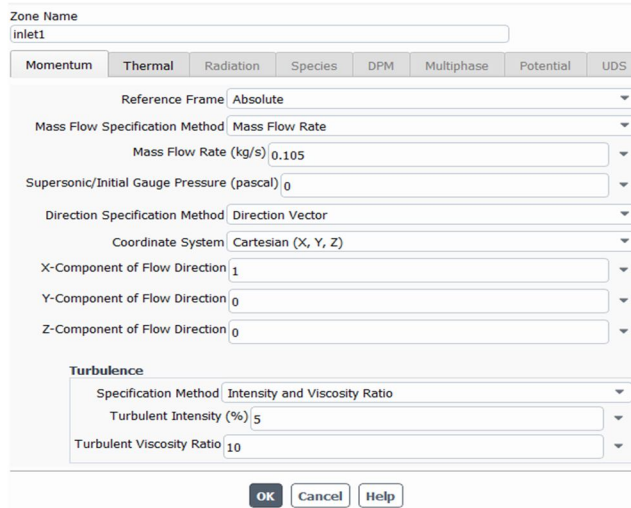 Zone Name
inlet1
Momentum Thermal Radiation Species DPM Multiphase Potential UDS
Reference Frame Absolute
Mass Flow Specification Method Mass Flow Rate
Mass Flow Rate (kg/s) 0.105
Supersonic/Initial Gauge Pressure (pascal) 0
Direction Specification Method Direction Vector
Coordinate System Cartesian (X, Y, Z)
X-Component of Flow Direction 1
Y-Component of Flow Direction 0
Z-Component of Flow Direction 0
Turbulence
Specification Method Intensity and Viscosity Ratio
Turbulent Intensity (%) 5
Turbulent Viscosity Ratio 10
OK Cancel Help